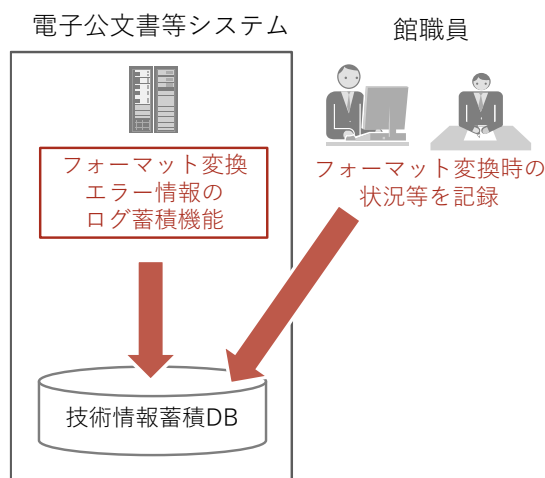 電子公文書等システム
館職員
フォーマット変換
エラー情報の
ログ蓄積機能
フォーマット変換時の
状況等を記録
技術情報蓄積DB